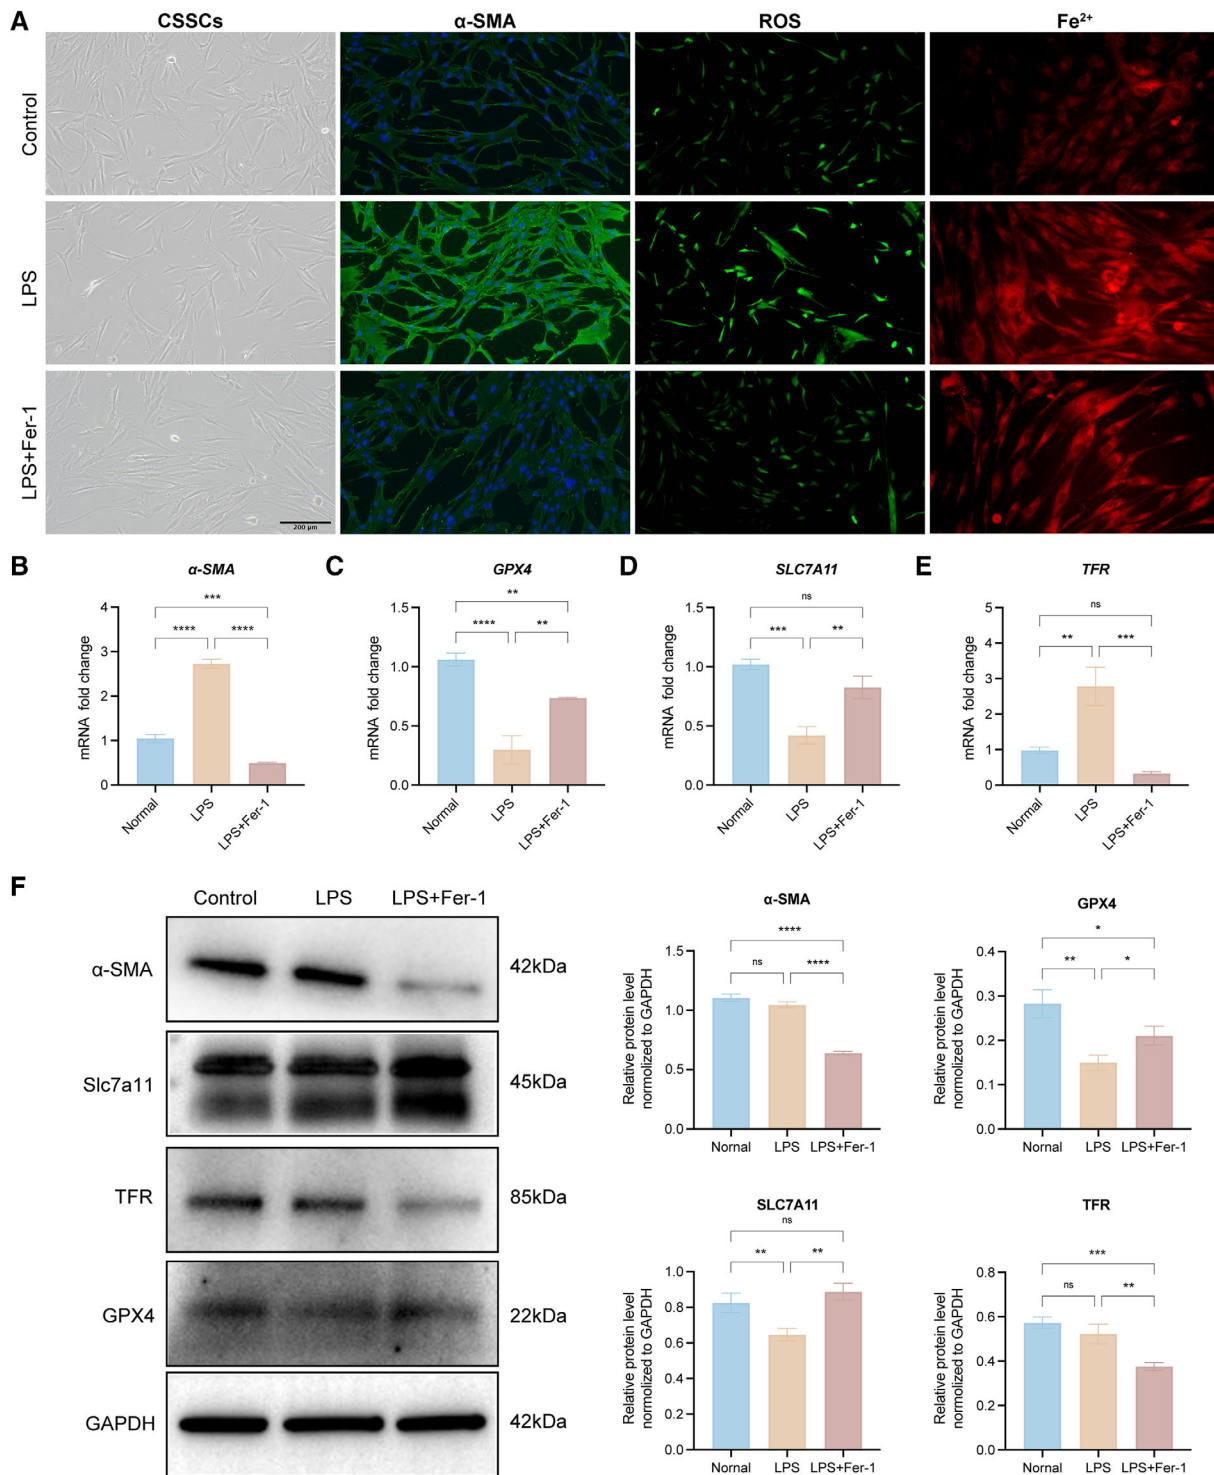 A
CSSCs α-SMA ROS Fe²⁺
Control
LPS
LPS+Fer-1
200 μm
B
α-SMA
mRNA fold change
4
3
2
1
0
***
**** ****
Normal LPS LPS+Fer-1
C
GPX4
mRNA fold change
1.5
1.0
0.5
0.0
**
**** **
Normal LPS LPS+Fer-1
D
SLC7A11
mRNA fold change
1.5
1.0
0.5
0.0
ns
*** **
Normal LPS LPS+Fer-1
E
TFR
mRNA fold change
5
4
3
2
1
0
ns
** ***
Normal LPS LPS+Fer-1
F
Control LPS LPS+Fer-1
α-SMA 42kDa
Slc7a11 45kDa
TFR 85kDa
GPX4 22kDa
GAPDH 42kDa
α-SMA
Relative protein level
normolized to GAPDH
1.5
1.0
0.5
0.0
****
ns ****
Nornal LPS LPS+Fer-1
GPX4
Relative protein level
normolized to GAPDH
0.4
0.3
0.2
0.1
0.0
*
** *
Nornal LPS LPS+Fer-1
SLC7A11
Relative protein level
normolized to GAPDH
1.0
0.8
0.6
0.4
0.2
0.0
ns
** **
Nornal LPS LPS+Fer-1
TFR
Relative protein level
normolized to GAPDH
0.8
0.6
0.4
0.2
0.0
***
ns **
Nornal LPS LPS+Fer-1